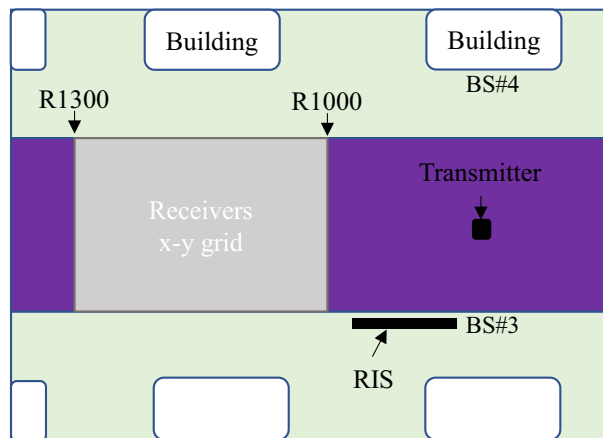 Building
Building
BS#4
R1300
R1000
Transmitter
Receivers
x-y grid
BS#3
RIS